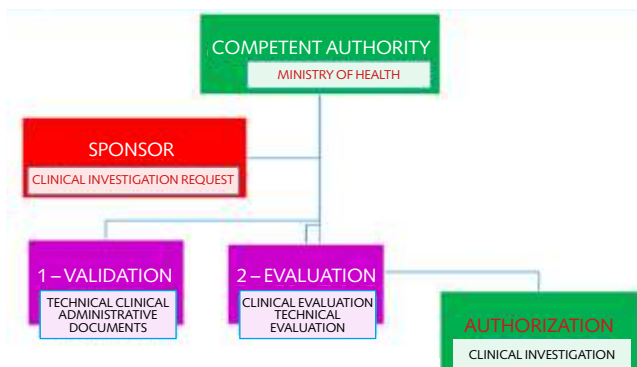 COMPETENT AUTHORITY
MINISTRY OF HEALTH
SPONSOR
CLINICAL INVESTIGATION REQUEST
1 – VALIDATION
TECHNICAL CLINICAL
ADMINISTRATIVE
DOCUMENTS
2 – EVALUATION
CLINICAL EVALUATION
TECHNICAL
EVALUATION
AUTHORIZATION
CLINICAL INVESTIGATION